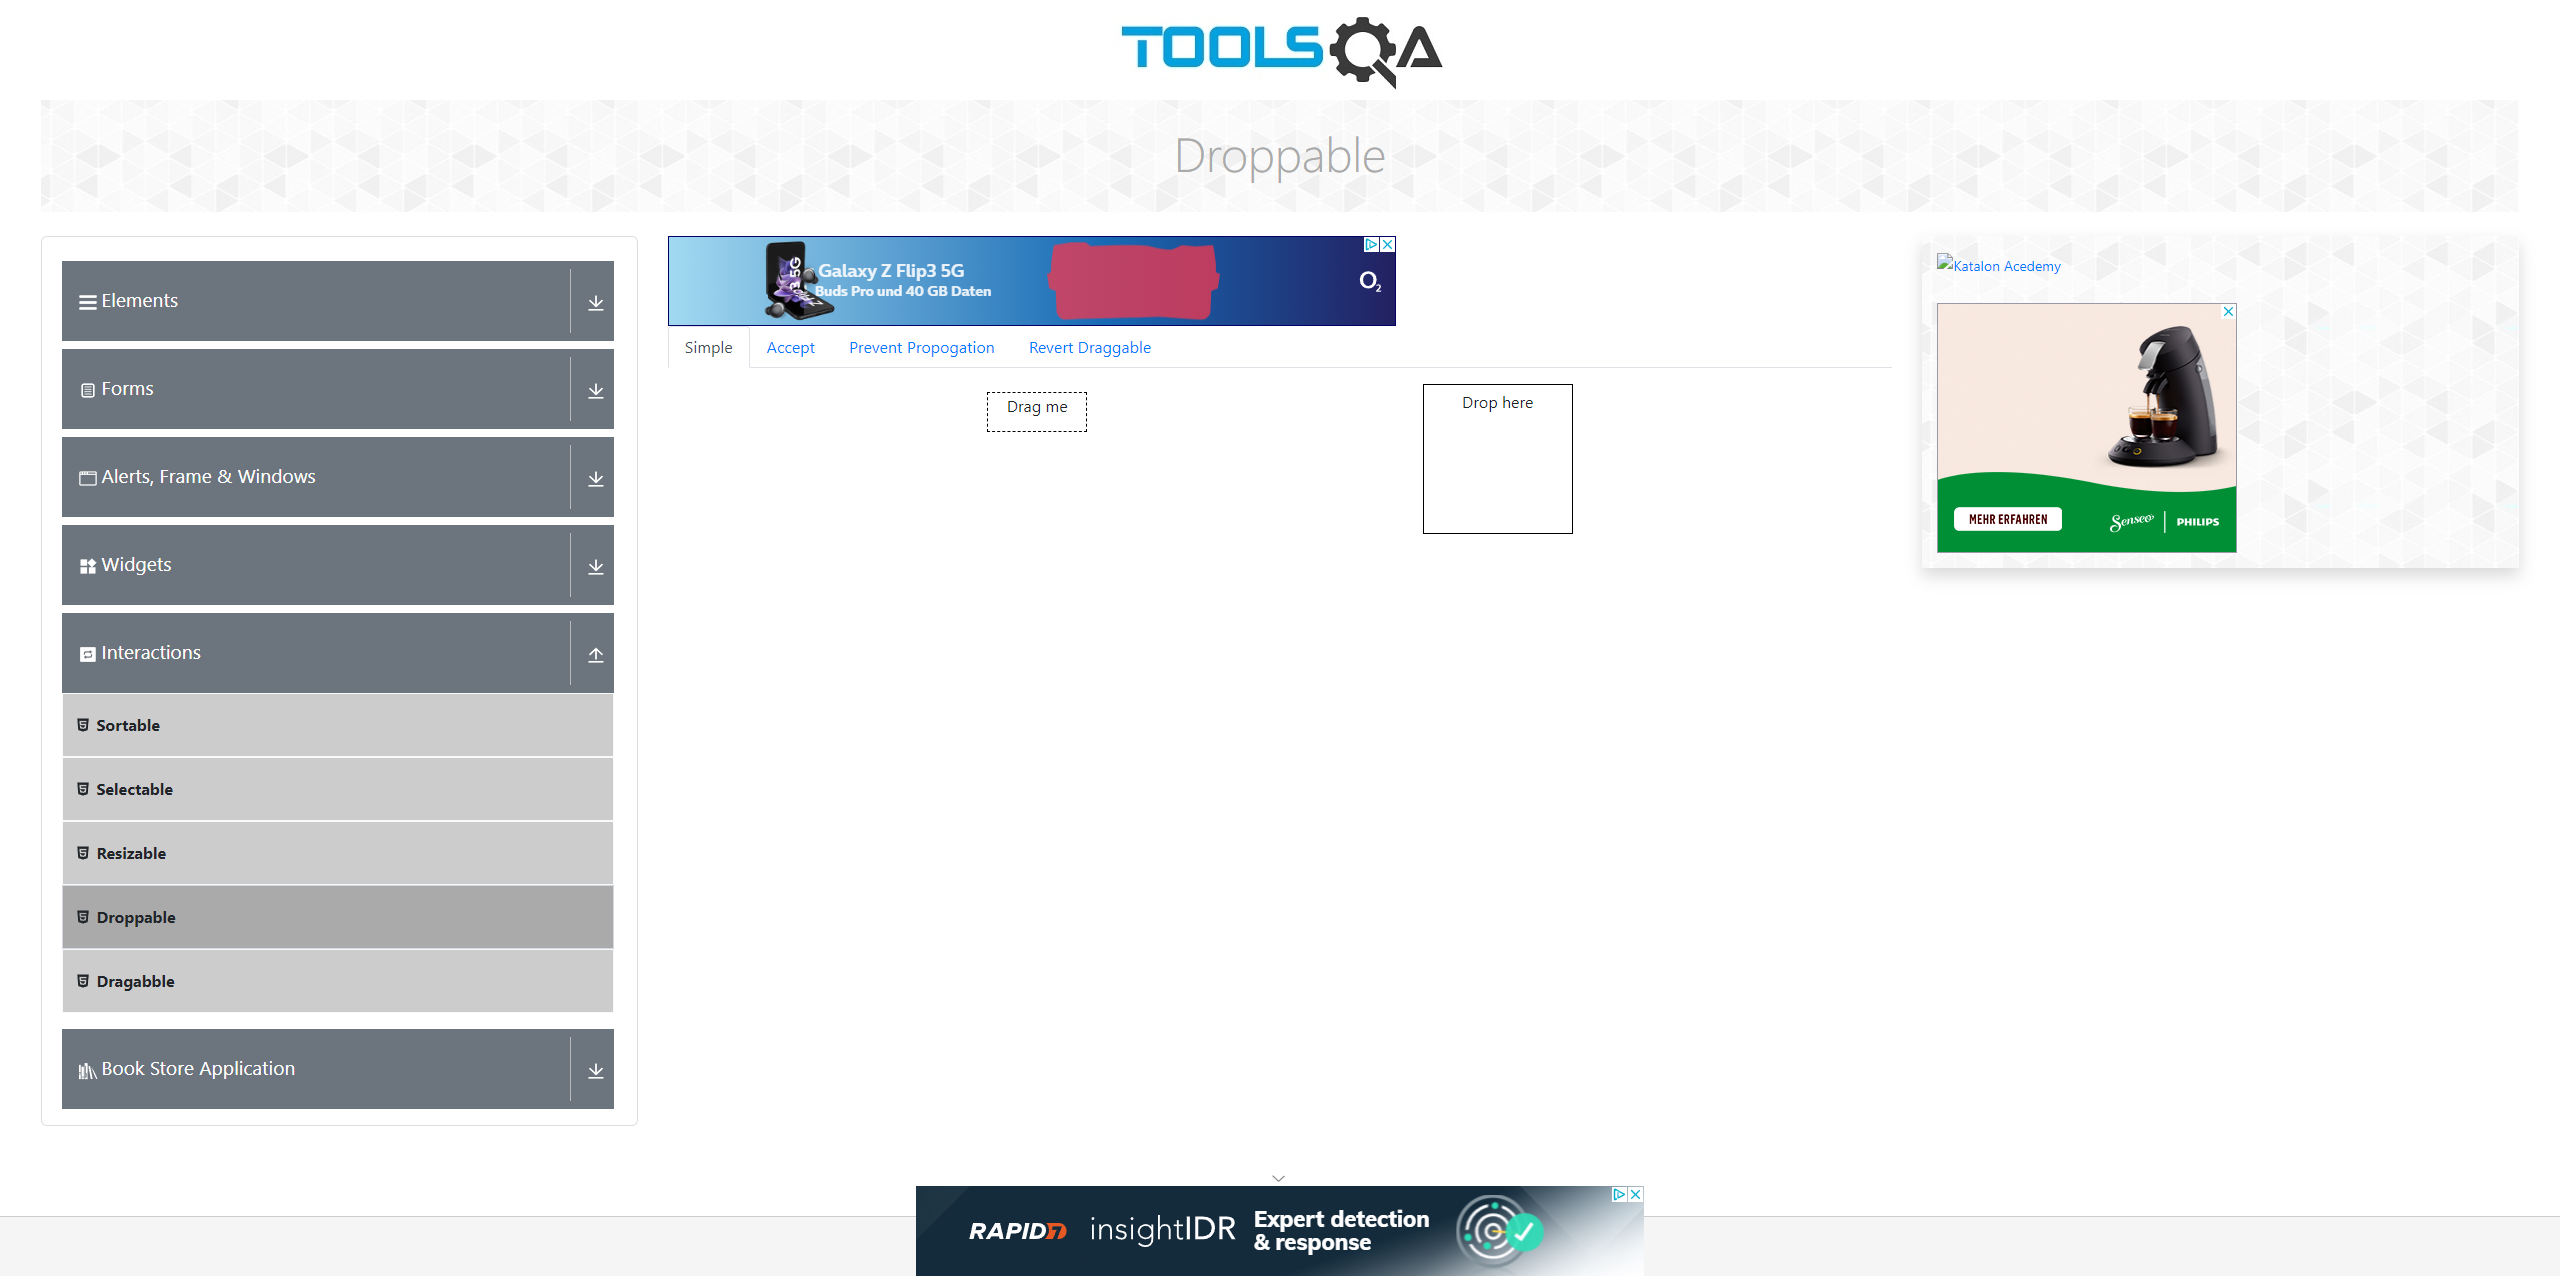 TOOLSQA
Droppable
Elements
Forms
Alerts, Frame & Windows
Widgets
Interactions
Sortable
Selectable
Resizable
Droppable
Dragabble
Book Store Application
Galaxy Z Flip3 5G
Buds Pro und 40 GB Daten
O2
Simple
Accept
Prevent Propogation
Revert Draggable
Drag me
Drop here
Katalon Acedemy
MEHR ERFAHREN
Senseo
PHILIPS
RAPID7
insightIDR
Expert detection
& response